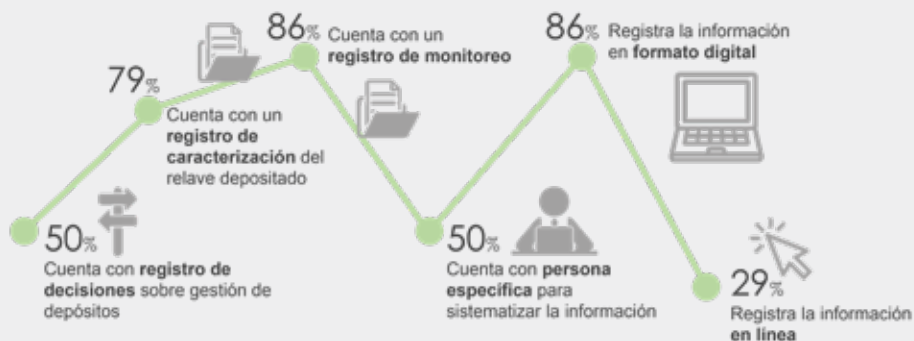 86%
Cuenta con un
registro de monitoreo
86%
Registra la información
en formato digital
79%
Cuenta con un
registro de
caracterización del
relave depositado
50%
Cuenta con registro de
decisiones sobre gestión de
depósitos
50%
Cuenta con persona
específica para
sistematizar la información
29%
Registra la información
en línea